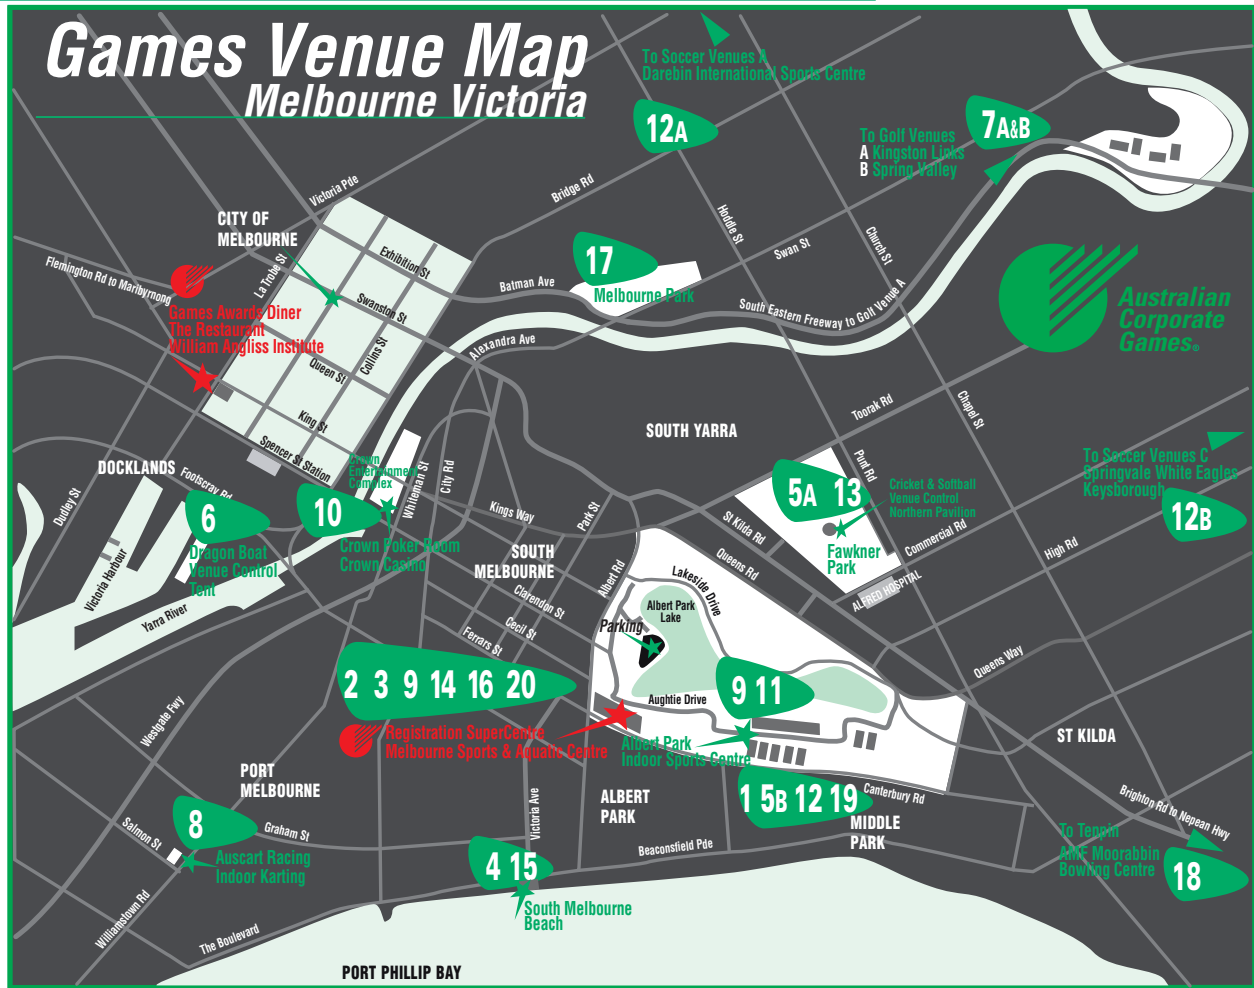 Games Venue Map
Melbourne Victoria
To Soccer Venues A
Darebin International Sports Centre
12A
7A&B
To Golf Venues
A Kingston Links
B Spring Valley
Victoria Pde
Bridge Rd
Hoddle St
Church St
Swan St
CITY OF
MELBOURNE
Exhibition St
La Trobe St
Flemington Rd to Maribyrnong
Swanston St
Collins St
Queen St
King St
Spencer St Station
Games Awards Diner
The Restaurant
William Angliss Institute
17
Melbourne Park
Batman Ave
Alexandra Ave
South Eastern Freeway to Golf Venue A
Australian
Corporate
Games®
Toorak Rd
Chapel St
SOUTH YARRA
Punt Rd
To Soccer Venues C
Springvale White Eagles
Keysborough
12B
DOCKLANDS
Footscray Rd
Dudley St
Crown
Entertainment
Complex
Whiteman St
City Rd
Kings Way
Park St
6
Dragon Boat
Venue Control
Tent
10
Crown Poker Room
Crown Casino
Victoria Harbour
Yarra River
5A 13
Cricket & Softball
Venue Control
Northern Pavilion
Fawkner
Park
St Kilda Rd
Queens Rd
Commercial Rd
High Rd
ALFRED HOSPITAL
SOUTH
MELBOURNE
Clarendon St
Cecil St
Ferrars St
Albert Rd
Lakeside Drive
Albert Park
Lake
Parking
Queens Way
2 3 9 14 16 20
Registration SuperCentre
Melbourne Sports & Aquatic Centre
9 11
Aughtie Drive
Albert Park
Indoor Sports Centre
Westgate Fwy
ST KILDA
PORT
MELBOURNE
1 5B 12 19
Canterbury Rd
ALBERT
PARK
MIDDLE
PARK
Brighton Rd to Nepean Hwy
8
Salmon St
Graham St
Auscart Racing
Indoor Karting
Victoria Ave
Beaconsfield Pde
To Tenpin
AMF Moorabbin
Bowling Centre
18
4 15
South Melbourne
Beach
Williamstown Rd
The Boulevard
PORT PHILLIP BAY